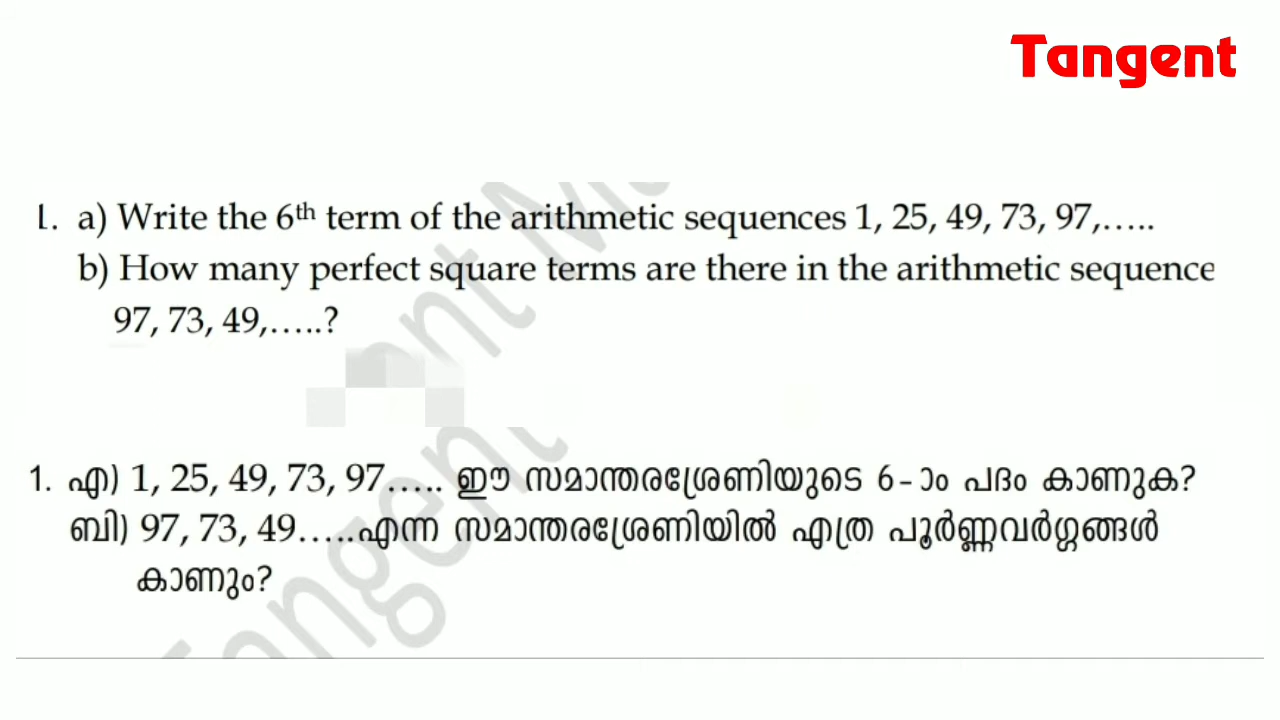 Tangent
1. a) Write the 6th term of the arithmetic sequences 1, 25, 49, 73, 97,…..
b) How many perfect square terms are there in the arithmetic sequence
97, 73, 49,…..?
1. എ) 1, 25, 49, 73, 97….. ഈ സമാന്തരശ്രേണിയുടെ 6-ാം പദം കാണുക?
ബി) 97, 73, 49…..എന്ന സമാന്തരശ്രേണിയിൽ എത്ര പൂർണ്ണവർഗ്ഗങ്ങൾ
കാണും?